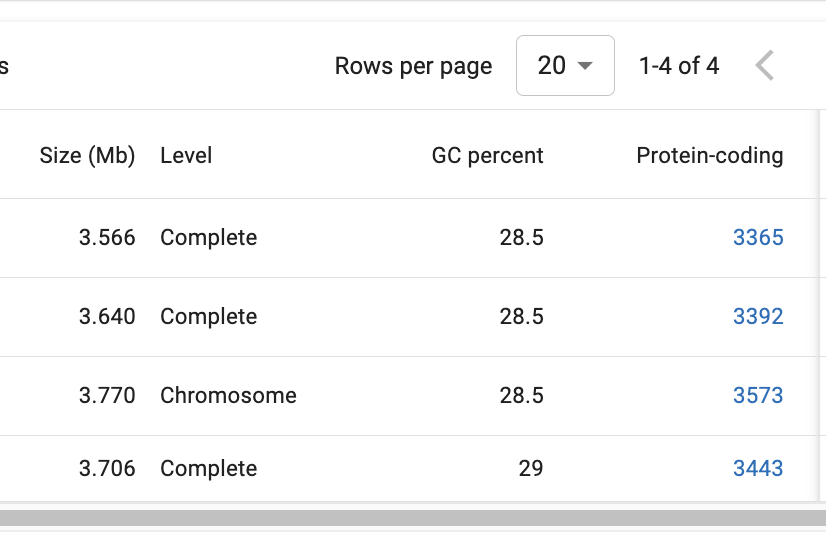 s Rows per page 20 1-4 of 4
Size (Mb) Level GC percent Protein-coding
3.566 Complete 28.5 3365
3.640 Complete 28.5 3392
3.770 Chromosome 28.5 3573
3.706 Complete 29 3443